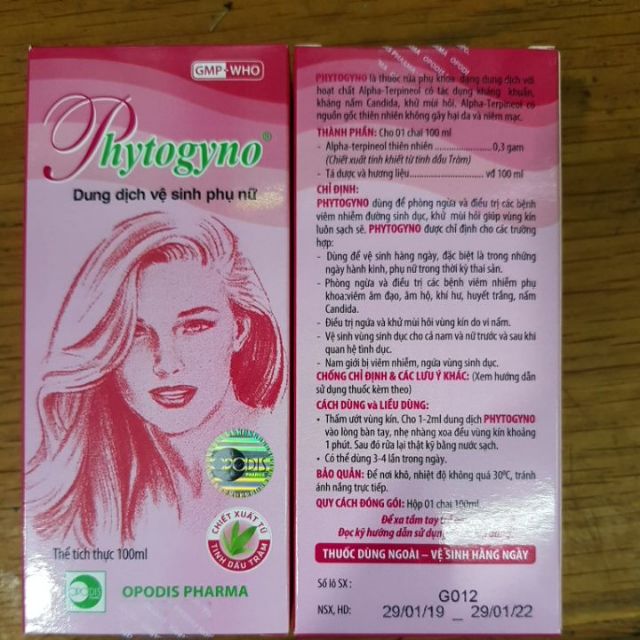 GMP-WHO
Phytogyno®
Dung dịch vệ sinh phụ nữ
OPODIS
PHARMA
CHIẾT XUẤT TỪ
TINH DẦU TRÀM
Thể tích thực 100ml
OPODIS
OPODIS PHARMA
OPODIS PHARMA
PHYTOGYNO là thuốc rửa phụ khoa dạng dung dịch với
hoạt chất Alpha-Terpineol có tác dụng kháng khuẩn,
kháng nấm Candida, khử mùi hôi. Alpha-Terpineol có
nguồn gốc thiên nhiên không gây hại da và niêm mạc.
THÀNH PHẦN: Cho 01 chai 100 ml
- Alpha-terpineol thiên nhiên ........................ 0,3 gam
(Chiết xuất tinh khiết từ tinh dầu Tràm)
- Tá dược và hương liệu............................. vđ 100 ml
CHỈ ĐỊNH:
PHYTOGYNO dùng để phòng ngừa và điều trị các bệnh
viêm nhiễm đường sinh dục, khử mùi hôi giúp vùng kín
luôn sạch sẽ. PHYTOGYNO được chỉ định cho các trường
hợp:
- Dùng để vệ sinh hàng ngày, đặc biệt là trong những
ngày hành kinh, phụ nữ trong thời kỳ thai sản.
- Phòng ngừa và điều trị các bệnh viêm nhiễm phụ
khoa:viêm âm đạo, âm hộ, khí hư, huyết trắng, nấm
Candida.
- Điều trị ngứa và khử mùi hôi vùng kín do vi nấm.
- Vệ sinh vùng sinh dục cho cả nam và nữ trước và sau khi
quan hệ tình dục.
- Nam giới bị viêm nhiễm, ngứa vùng sinh dục.
CHỐNG CHỈ ĐỊNH & CÁC LƯU Ý KHÁC: (Xem hướng dẫn
sử dụng thuốc kèm theo)
CÁCH DÙNG và LIỀU DÙNG:
• Thấm ướt vùng kín. Cho 1-2ml dung dịch PHYTOGYNO
vào lòng bàn tay, nhẹ nhàng xoa đều vùng kín khoảng
1 phút. Sau đó rửa lại thật kỹ bằng nước sạch.
• Có thể dùng 3-4 lần trong ngày.
BẢO QUẢN: Để nơi khô, nhiệt độ không quá 30⁰C, tránh
ánh nắng trực tiếp.
QUY CÁCH ĐÓNG GÓI: Hộp 01 chai 100ml
Để xa tầm tay
Đọc kỹ hướng dẫn sử dụng
THUỐC DÙNG NGOÀI – VỆ SINH HẰNG NGÀY
Số lô SX : G012
NSX, HD: 29/01/19 _ 29/01/22